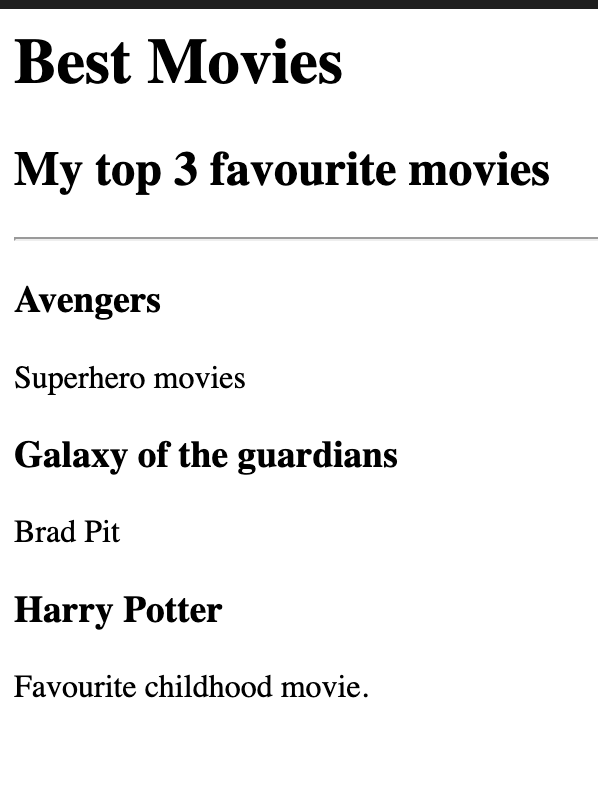 Best Movies
My top 3 favourite movies
Avengers
Superhero movies
Galaxy of the guardians
Brad Pit
Harry Potter
Favourite childhood movie.